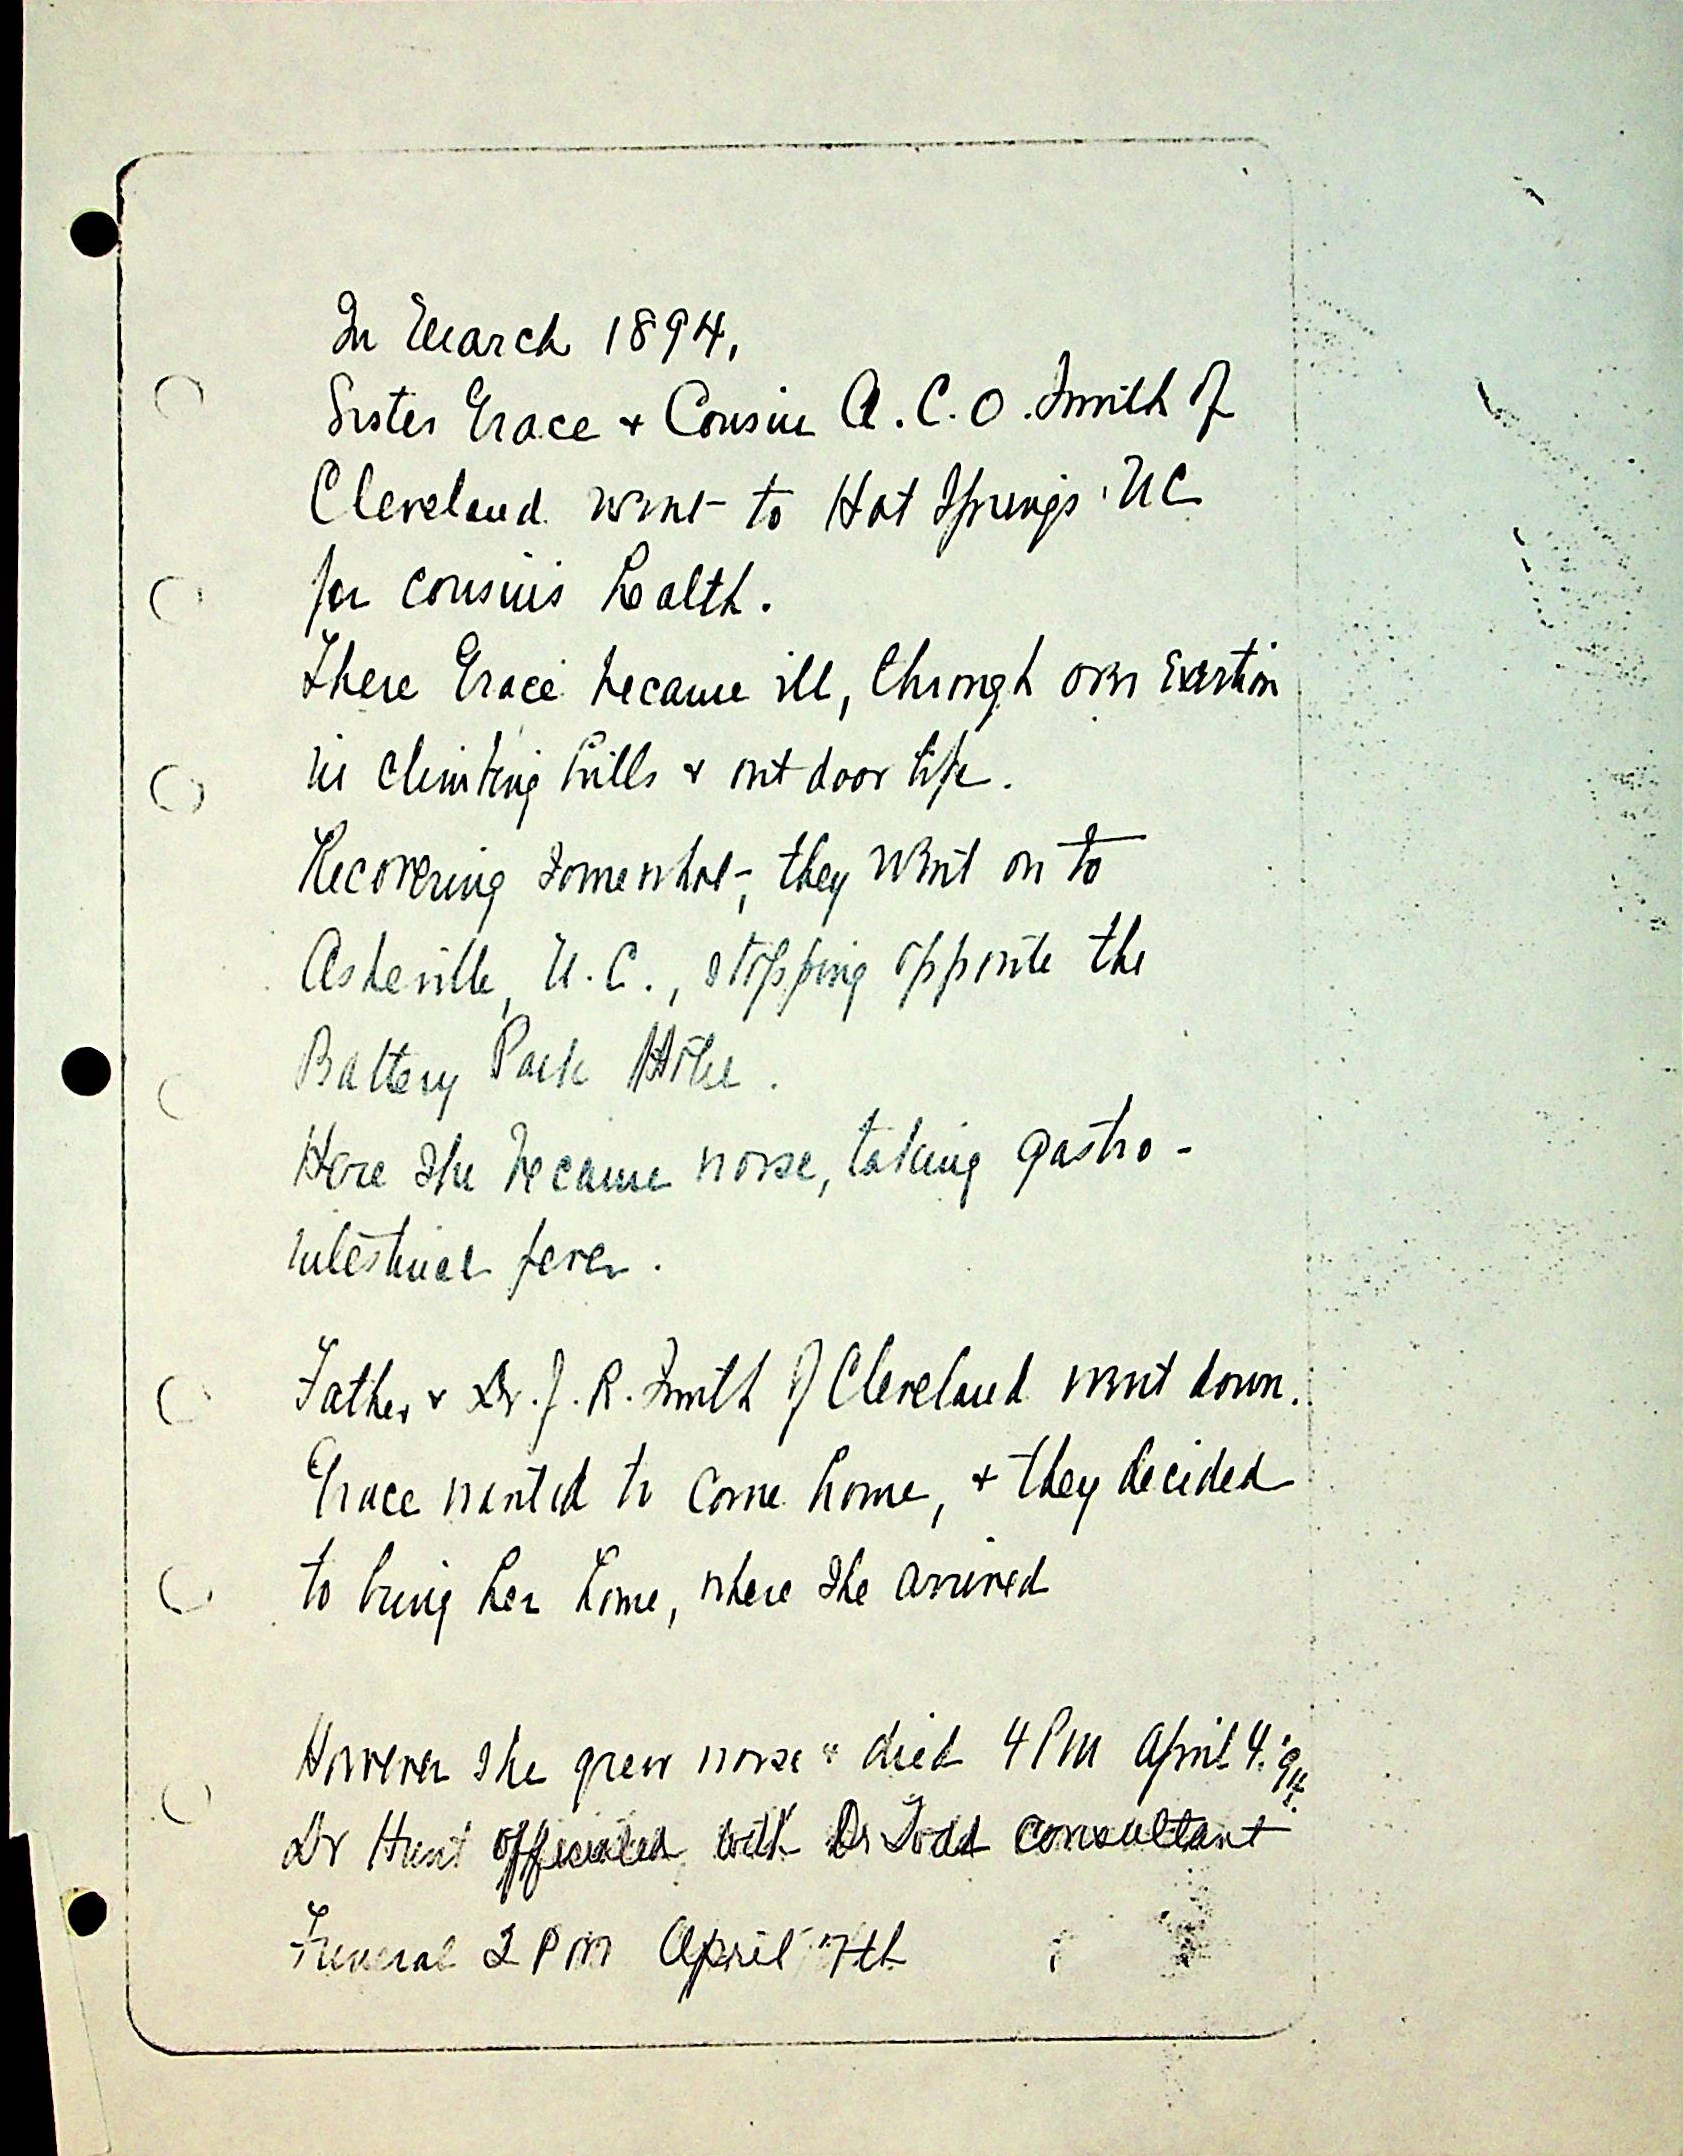 In March 1894,
Sister Grace & Cousin A.C.O. Smith of
Cleveland went to Hot Springs NC
for cousin's health.
There Grace became ill, through over exertion
in climbing hills & out door life.
Recovering somewhat, they went on to
Asheville, N.C., stopping opposite the
Battery Park Hotel.
Here she became worse, taking gastro-
intestinal fever.
Father & Dr. J. R. Smith of Cleveland went down.
Grace wanted to come home, & they decided
to bring her home, where she arrived
However she grew worse & died 4 PM April 4. '94.
Dr Hunt officiated with Dr Todd consultant
Funeral 2 PM April 7th